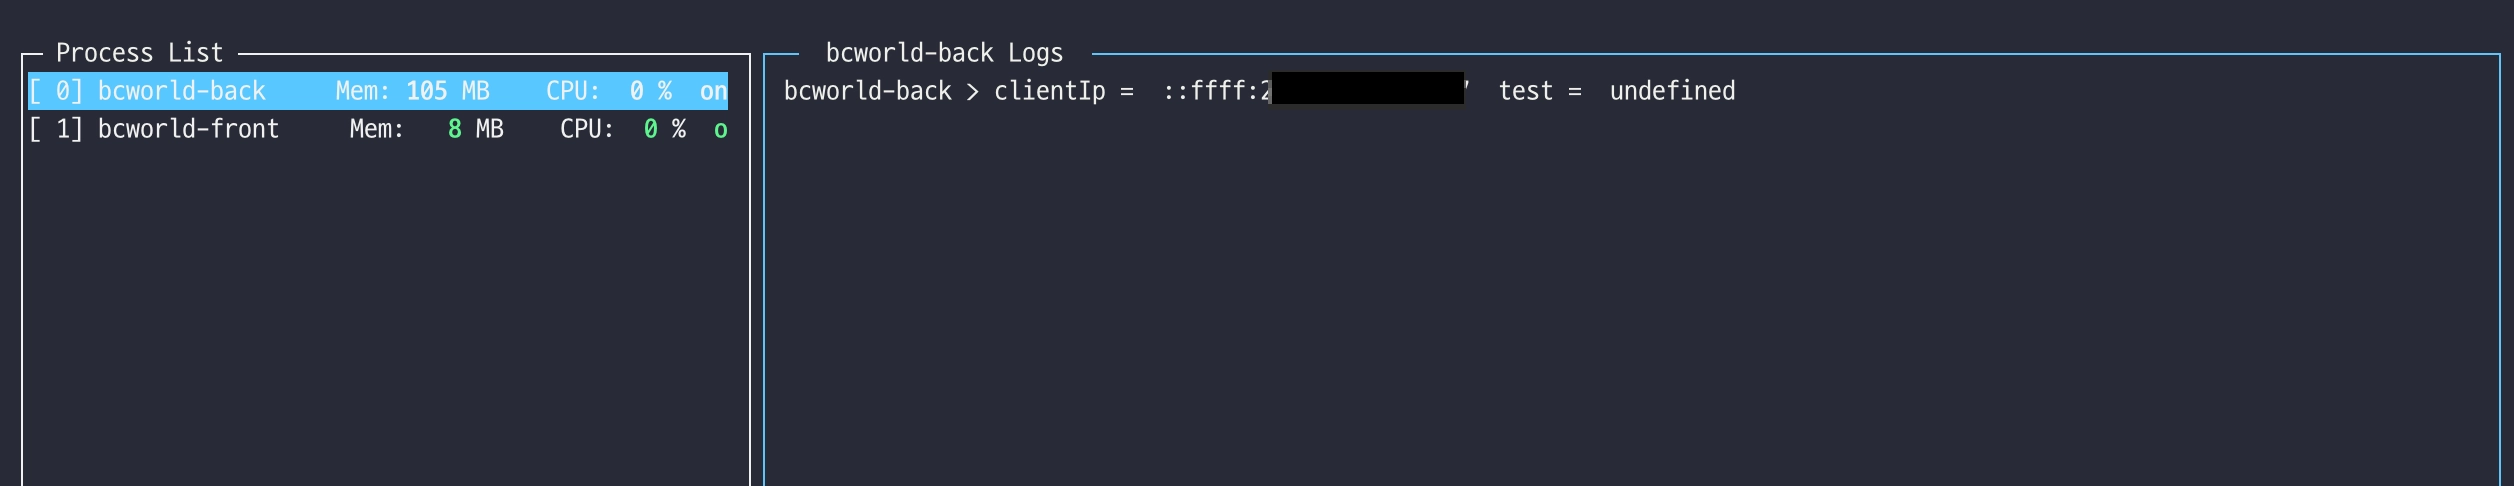 Process List
[ 0] bcworld-back Mem: 105 MB CPU: 0 % on
[ 1] bcworld-front Mem: 8 MB CPU: 0 % o
bcworld-back Logs
bcworld-back > clientIp = ::ffff:2 test = undefined